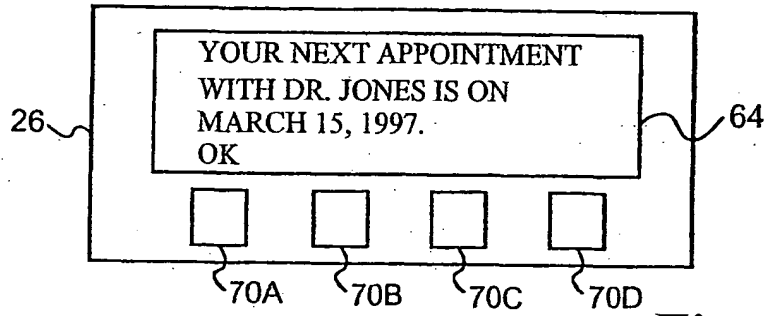 YOUR NEXT APPOINTMENT
WITH DR. JONES IS ON
MARCH 15, 1997.
OK
26
64
70A
70B
70C
70D